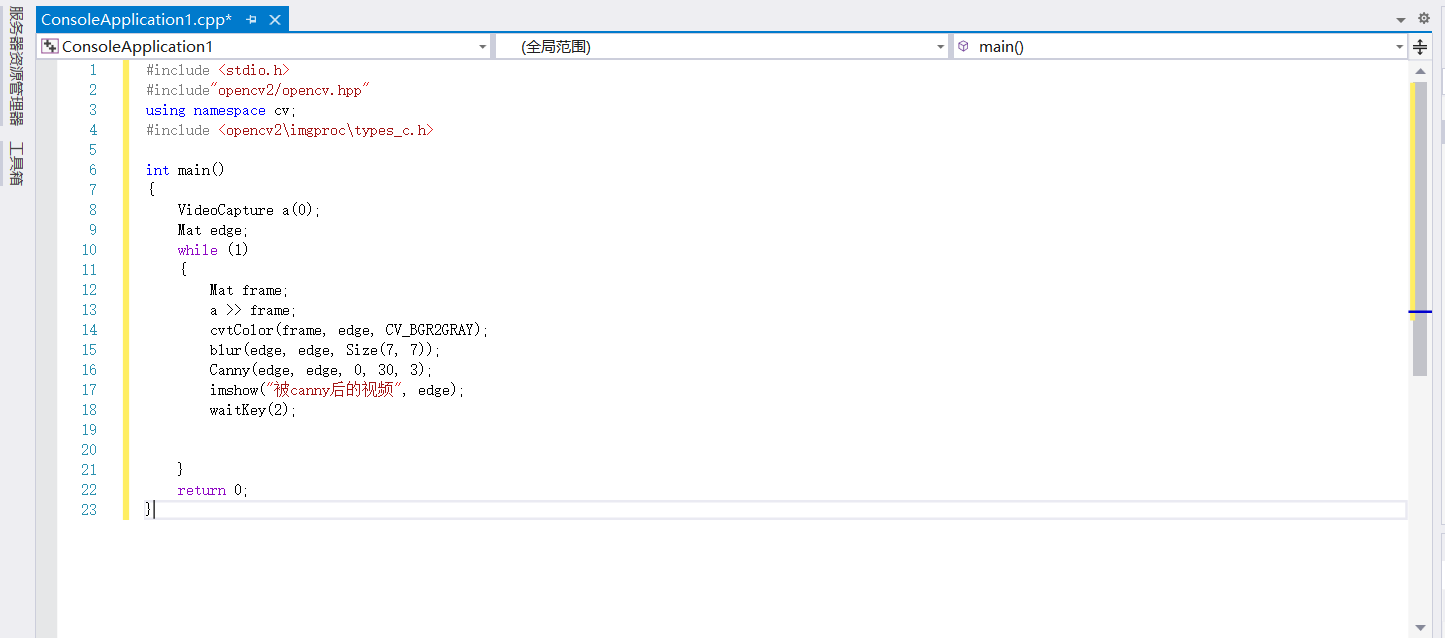 服务器资源管理器
工具箱
ConsoleApplication1.cpp*
ConsoleApplication1
(全局范围)
main()
1 #include <stdio.h>
2 #include"opencv2/opencv.hpp"
3 using namespace cv;
4 #include <opencv2\imgproc\types_c.h>
5
6 int main()
7 {
8 VideoCapture a(0);
9 Mat edge;
10 while (1)
11 {
12 Mat frame;
13 a >> frame;
14 cvtColor(frame, edge, CV_BGR2GRAY);
15 blur(edge, edge, Size(7, 7));
16 Canny(edge, edge, 0, 30, 3);
17 imshow("被canny后的视频", edge);
18 waitKey(2);
19
20
21 }
22 return 0;
23 }